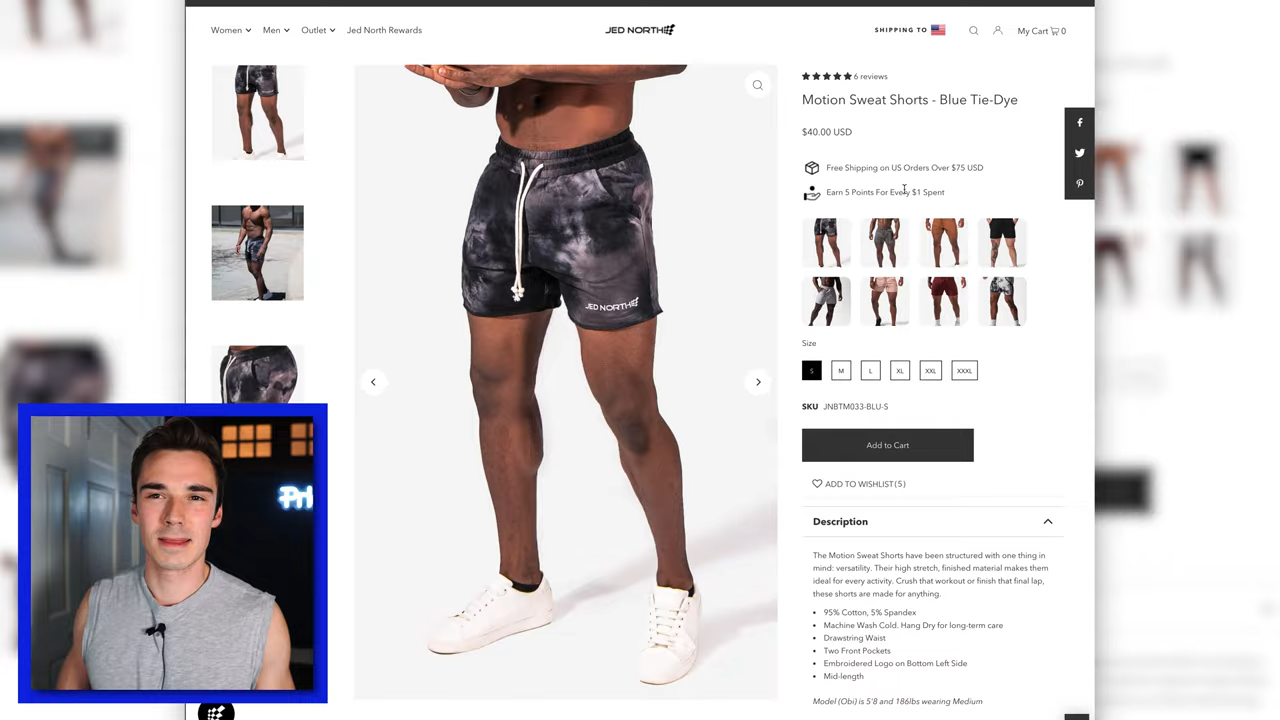 Women
Men
Outlet
Jed North Rewards
JED NORTH
SHIPPING TO
My Cart 0
6 reviews
Motion Sweat Shorts - Blue Tie-Dye
$40.00 USD
Free Shipping on US Orders Over $75 USD
Earn 5 Points For Every $1 Spent
JED NORTH
Size
S
M
L
XL
XXL
XXXL
SKU JNBTM033-BLU-S
Add to Cart
ADD TO WISHLIST (5)
Pri
Description
The Motion Sweat Shorts have been structured with one thing in
mind: versatility. Their high stretch, finished material makes them
ideal for every activity. Crush that workout or finish that final lap,
these shorts are made for anything.
• 95% Cotton, 5% Spandex
• Machine Wash Cold. Hang Dry for long-term care
• Drawstring Waist
• Two Front Pockets
• Embroidered Logo on Bottom Left Side
• Mid-length
Model (Obi) is 5'8 and 186lbs wearing Medium